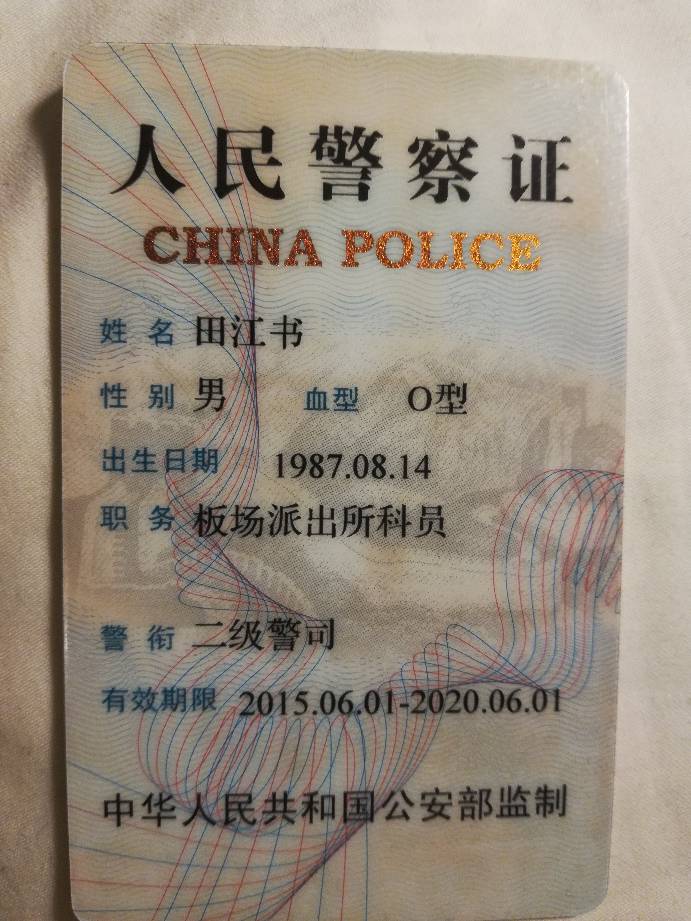 人民警察证
CHINA POLICE
姓 名 田江书
性 别 男 血型 O型
出生日期 1987.08.14
职 务 板场派出所科员
警 衔 二级警司
有效期限 2015.06.01-2020.06.01
中华人民共和国公安部监制